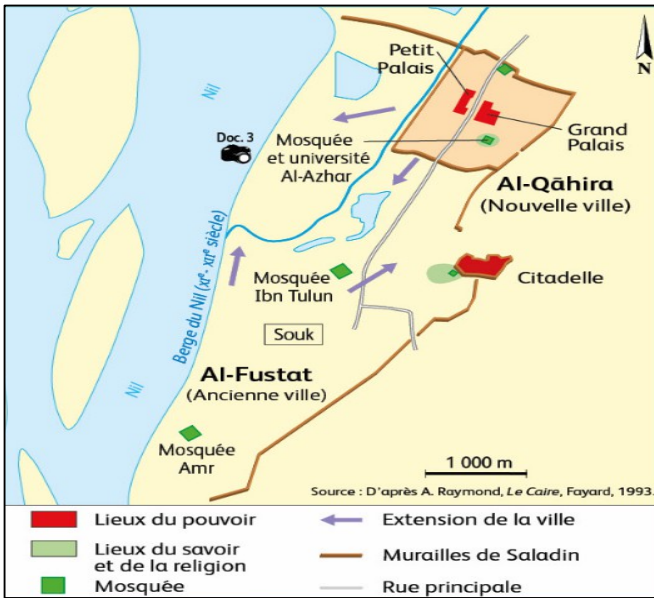 Nil
Petit
Palais
N
Doc. 3
Mosquée
et université
Al-Azhar
Grand
Palais
Al-Qāhira
(Nouvelle ville)
Berge du Nil (XIᵉ- XIIᵉ siècle)
Mosquée
Ibn Tulun
Citadelle
Souk
Nil
Al-Fustat
(Ancienne ville)
Mosquée
Amr
1 000 m
Source : D'après A. Raymond, Le Caire, Fayard, 1993.
Lieux du pouvoir
Extension de la ville
Lieux du savoir
et de la religion
Murailles de Saladin
Mosquée
Rue principale